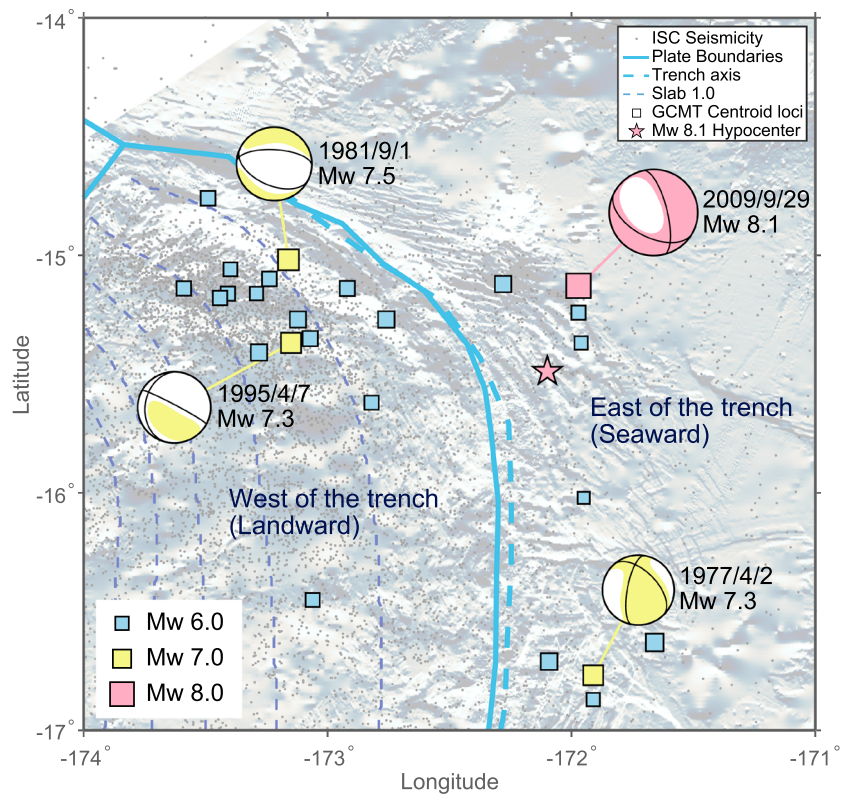 -14°
ISC Seismicity
Plate Boundaries
Trench axis
Slab 1.0
GCMT Centroid loci
Mw 8.1 Hypocenter
1981/9/1
Mw 7.5
2009/9/29
Mw 8.1
-15°
Latitude
1995/4/7
Mw 7.3
East of the trench
(Seaward)
-16°
West of the trench
(Landward)
1977/4/2
Mw 7.3
Mw 6.0
Mw 7.0
Mw 8.0
-17°
-174°
-173°
-172°
-171°
Longitude